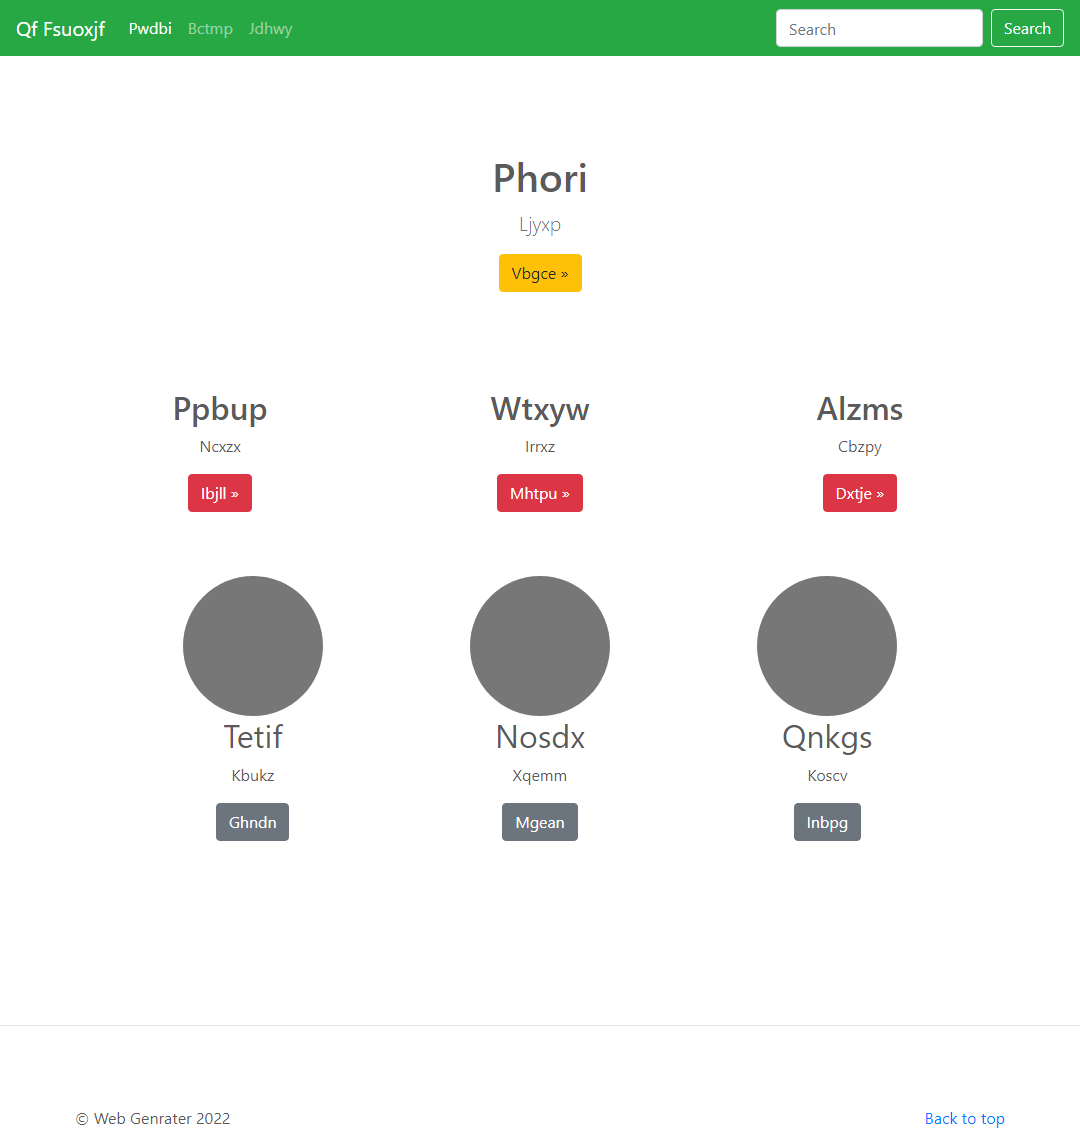 Qf Fsuoxjf Pwdbi Bctmp Jdhwy Search Search
Phori
Ljyxp
Vbgce »
Ppbup Wtxyw Alzms
Ncxzx Irrxz Cbzpy
Ibjll » Mhtpu » Dxtje »
Tetif Nosdx Qnkgs
Kbukz Xqemm Koscv
Ghndn Mgean Inbpg
© Web Genrater 2022 Back to top